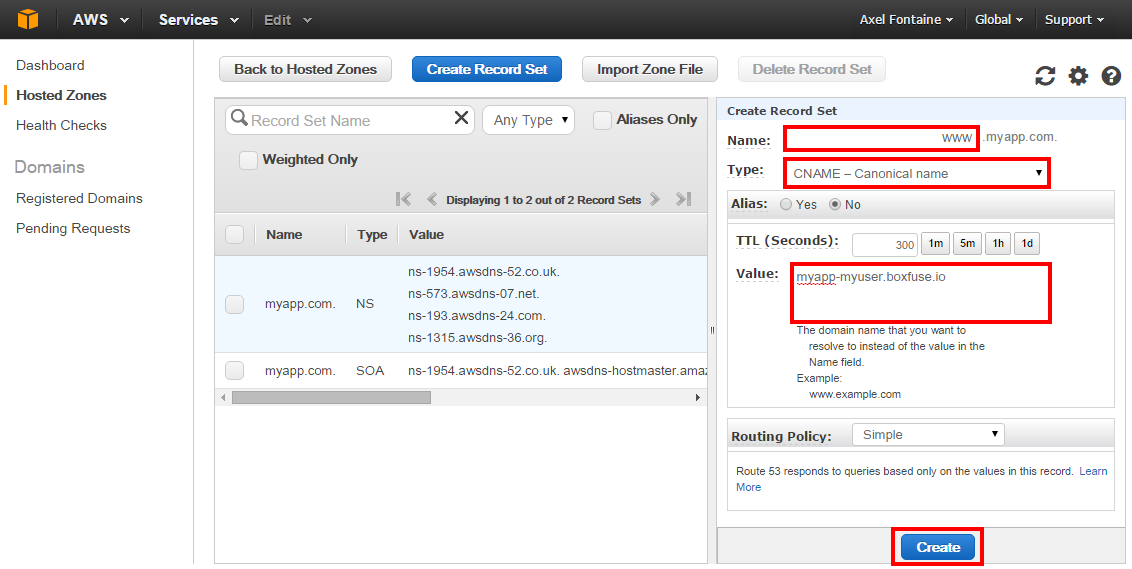 AWS Services Edit Axel Fontaine Global Support
Dashboard
Hosted Zones
Health Checks
Domains
Registered Domains
Pending Requests
Back to Hosted Zones Create Record Set Import Zone File Delete Record Set
Record Set Name Any Type Aliases Only
Weighted Only
Displaying 1 to 2 out of 2 Record Sets
Name Type Value
myapp.com. NS
ns-1954.awsdns-52.co.uk.
ns-573.awsdns-07.net.
ns-193.awsdns-24.com.
ns-1315.awsdns-36.org.
myapp.com. SOA ns-1954.awsdns-52.co.uk. awsdns-hostmaster.amaz
Create Record Set
Name: www .myapp.com.
Type: CNAME – Canonical name
Alias: Yes No
TTL (Seconds): 300 1m 5m 1h 1d
Value: myapp-myuser.boxfuse.io
The domain name that you want to
resolve to instead of the value in the
Name field.
Example:
www.example.com
Routing Policy: Simple
Route 53 responds to queries based only on the values in this record. Learn
More
Create